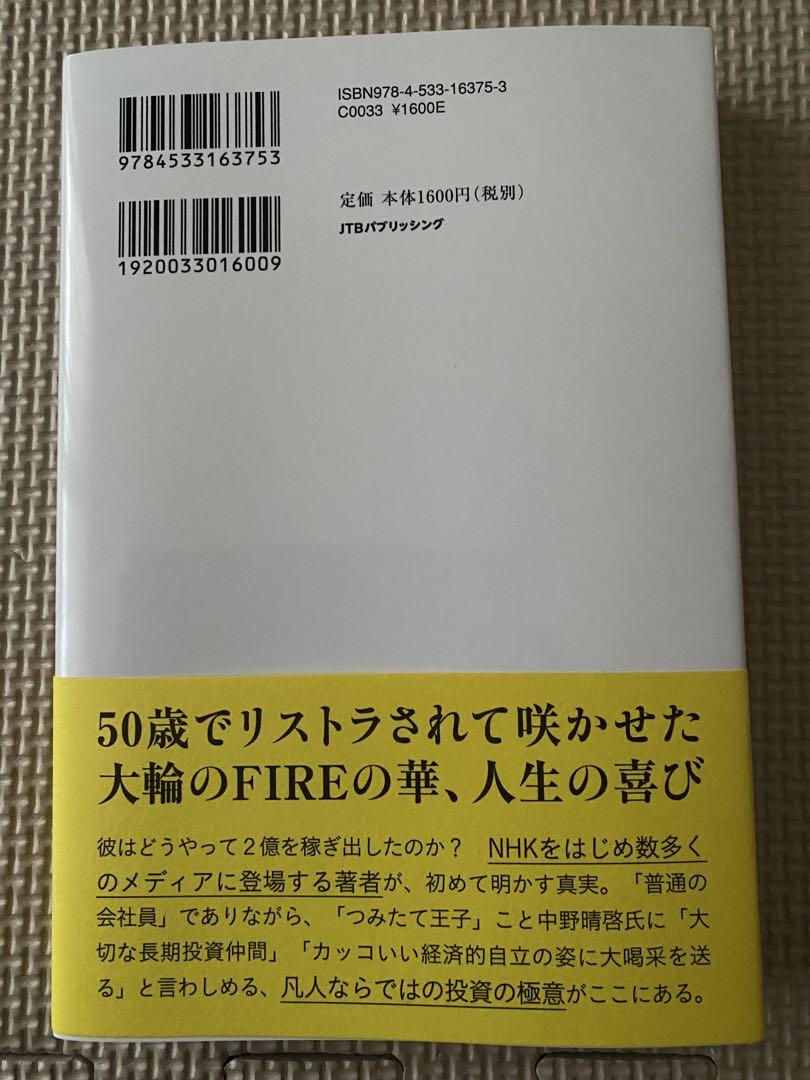 ISBN978-4-533-16375-3
C0033 ¥1600E
9784533163753
定価 本体1600円(税別)
JTBパブリッシング
1920033016009
50歳でリストラされて咲かせた
大輪のFIREの華、人生の喜び
彼はどうやって2億を稼ぎ出したのか? NHKをはじめ数多く
のメディアに登場する著者が、初めて明かす真実。「普通の
会社員」でありながら、「つみたて王子」こと中野晴啓氏に「大
切な長期投資仲間」「カッコいい経済的自立の姿に大喝采を送
る」と言わしめる、凡人ならではの投資の極意がここにある。